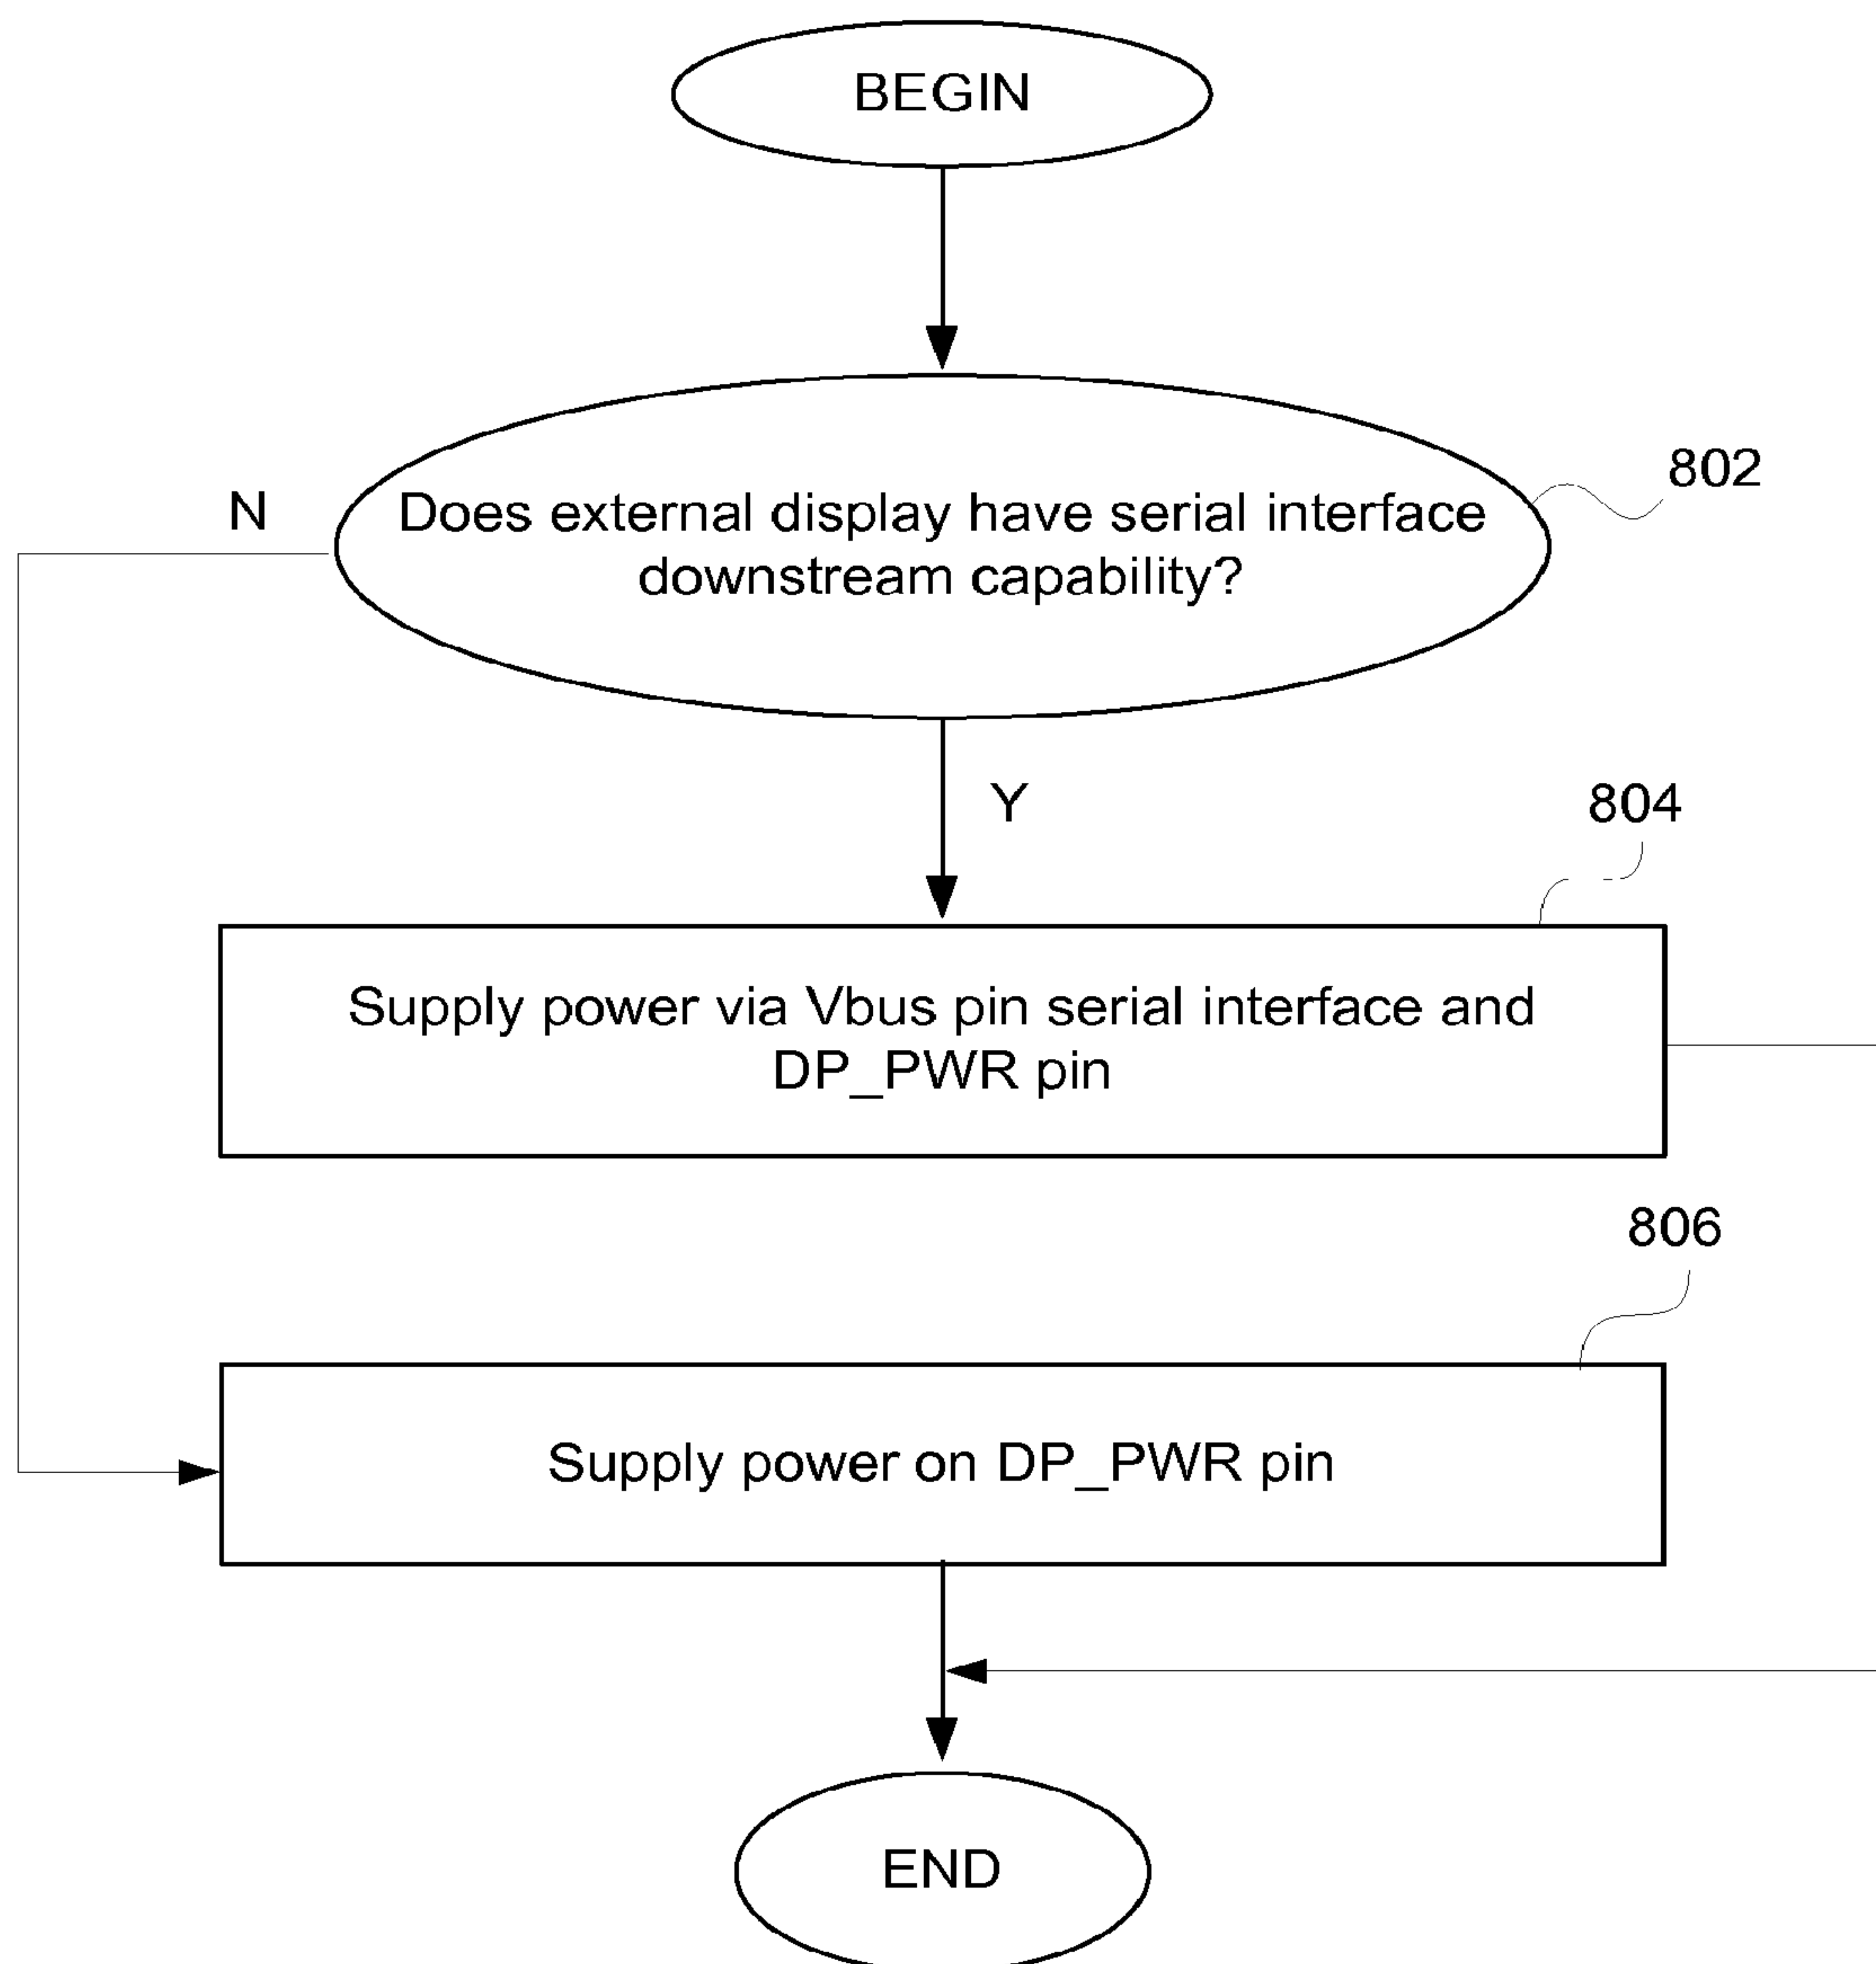 BEGIN
802
N
Does external display have serial interface
downstream capability?
Y
804
Supply power via Vbus pin serial interface and
DP_PWR pin
806
Supply power on DP_PWR pin
END